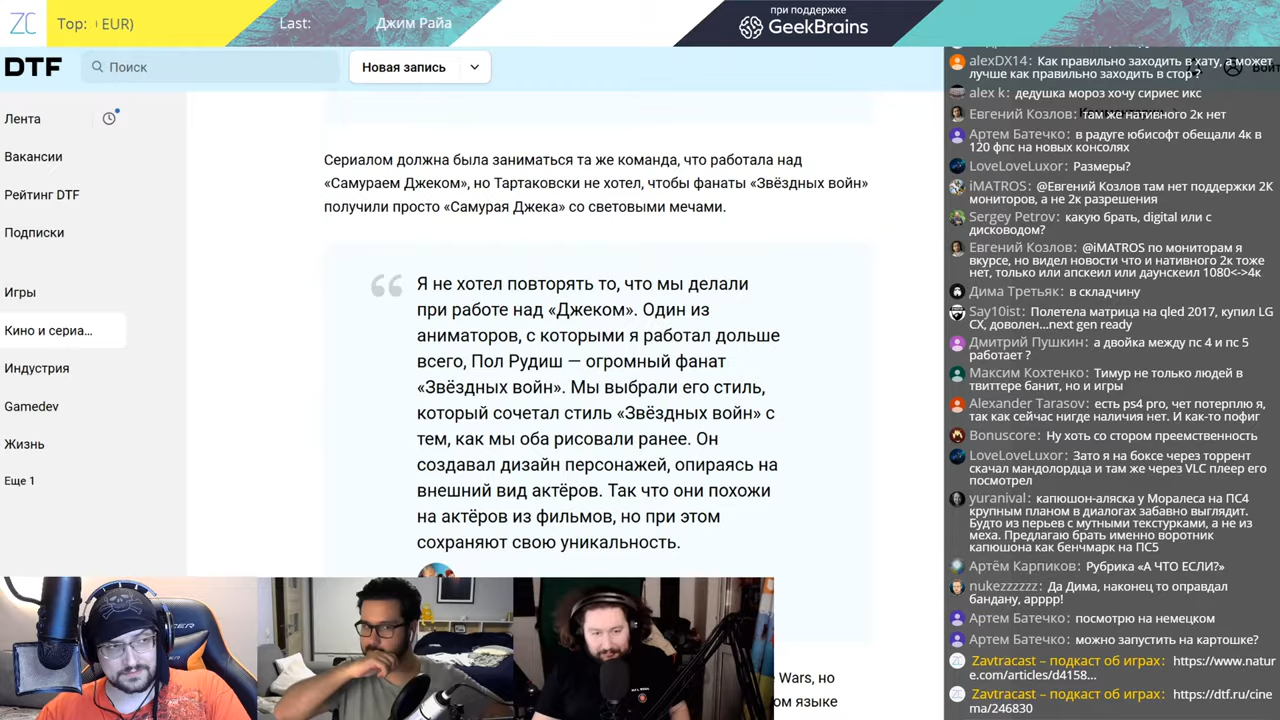 ZC
Top:
EUR)
Last:
Джим Райа
при поддержке
GeekBrains
DTF
Поиск
Новая запись
Лента
Вакансии
Рейтинг DTF
Подписки
Игры
Кино и сериа...
Индустрия
Gamedev
Жизнь
Еще 1
Сериалом должна была заниматься та же команда, что работала над
«Самураем Джеком», но Тартаковски не хотел, чтобы фанаты «Звёздных войн»
получили просто «Самурая Джека» со световыми мечами.
Я не хотел повторять то, что мы делали
при работе над «Джеком». Один из
аниматоров, с которыми я работал дольше
всего, Пол Рудиш — огромный фанат
«Звёздных войн». Мы выбрали его стиль,
который сочетал стиль «Звёздных войн» с
тем, как мы оба рисовали ранее. Он
создавал дизайн персонажей, опираясь на
внешний вид актёров. Так что они похожи
на актёров из фильмов, но при этом
сохраняют свою уникальность.
Wars, но
ом языке
alexDX14: Как правильно заходить в хату, а может
лучше как правильно заходить в стор?
alex k: дедушка мороз хочу сириес икс
Евгений Козлов: там же нативного 2к нет
Артем Батечко: в радуге юбисофт обещали 4к в
120 фпс на новых консолях
LoveLoveLuxor: Размеры?
iMATROS: @Евгений Козлов там нет поддержки 2К
мониторов, а не 2к разрешения
Sergey Petrov: какую брать, digital или с
дисководом?
Евгений Козлов: @iMATROS по мониторам я
вкурсе, но видел новости что и нативного 2к тоже
нет, только или апскеил или даунскеил 1080<->4к
Дима Третьяк: в складчину
Say10ist: Полетела матрица на qled 2017, купил LG
CX, доволен...next gen ready
Дмитрий Пушкин: а двойка между пс 4 и пс 5
работает ?
Максим Кохтенко: Тимур не только людей в
твиттере банит, но и игры
Alexander Tarasov: есть ps4 pro, чет потерплю я,
так как сейчас нигде наличия нет. И как-то пофиг
Bonuscore: Ну хоть со стором преемственность
LoveLoveLuxor: Зато я на боксе через торрент
скачал мандолордца и там же через VLC плеер его
посмотрел
yuranival: капюшон-аляска у Моралеса на ПС4
крупным планом в диалогах забавно выглядит.
Будто из перьев с мутными текстурками, а не из
меха. Предлагаю брать именно воротник
капюшона как бенчмарк на ПС5
Артём Карпиков: Рубрика «А ЧТО ЕСЛИ?»
nukezzzzzz: Да Дима, наконец то оправдал
бандану, арррр!
Артем Батечко: посмотрю на немецком
Артем Батечко: можно запустить на картошке?
Zavtracast – подкаст об играх: https://www.natur
e.com/articles/d4158...
Zavtracast – подкаст об играх: https://dtf.ru/cine
ma/246830